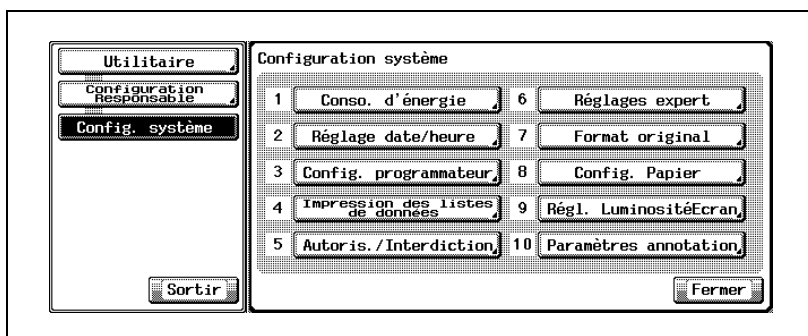 Utilitaire
Configuration
Responsable
Config. système
Sortir
Configuration système
1 Conso. d'énergie
2 Réglage date/heure
3 Config. programmateur
4 Impression des listes
de données
5 Autoris./Interdiction
6 Réglages expert
7 Format original
8 Config. Papier
9 Régl. LuminositéEcran
10 Paramètres annotation
Fermer